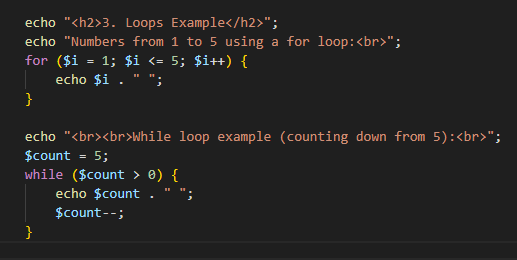 echo "<h2>3. Loops Example</h2>";
echo "Numbers from 1 to 5 using a for loop:<br>";
for ($i = 1; $i <= 5; $i++) {
    echo $i . " ";
}
echo "<br><br>While loop example (counting down from 5):<br>";
$count = 5;
while ($count > 0) {
    echo $count . " ";
    $count--;
}